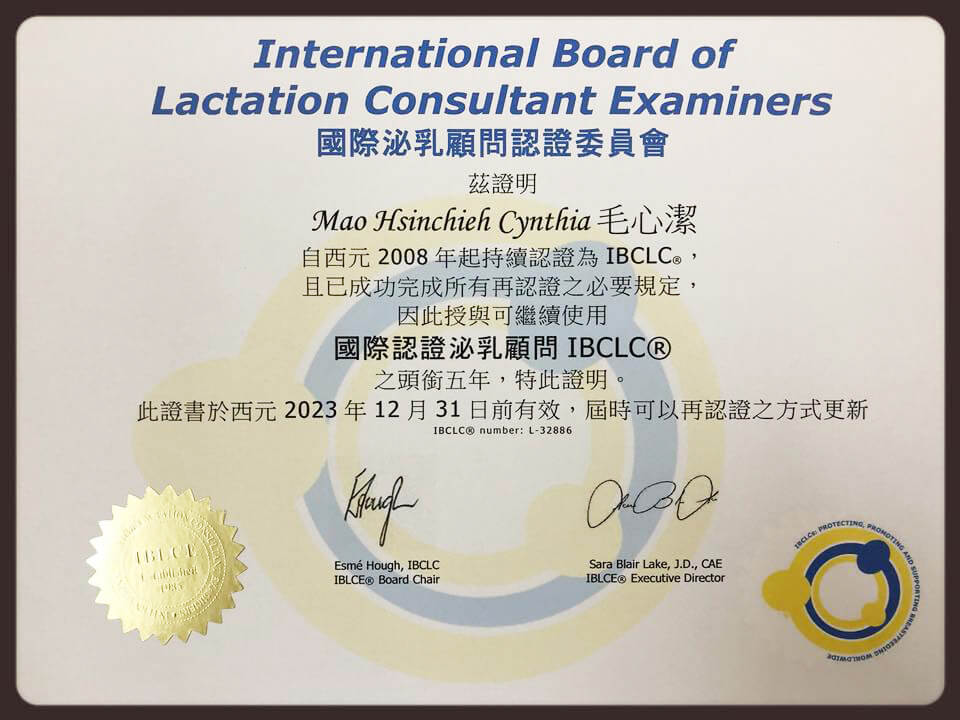 International Board of
Lactation Consultant Examiners
國際泌乳顧問認證委員會
茲證明
Mao Hsinchieh Cynthia 毛心潔
自西元 2008 年起持續認證為 IBCLC®，
且已成功完成所有再認證之必要規定，
因此授與可繼續使用
國際認證泌乳顧問 IBCLC®
之頭銜五年，特此證明。
此證書於西元 2023 年 12 月 31 日前有效，屆時可以再認證之方式更新
IBCLC® number: L-32886
Esmé Hough, IBCLC
IBLCE® Board Chair
Sara Blair Lake, J.D., CAE
IBLCE® Executive Director
IBLCE
Established
1985
IBLCE®: PROTECTING, PROMOTING AND SUPPORTING BREASTFEEDING WORLDWIDE